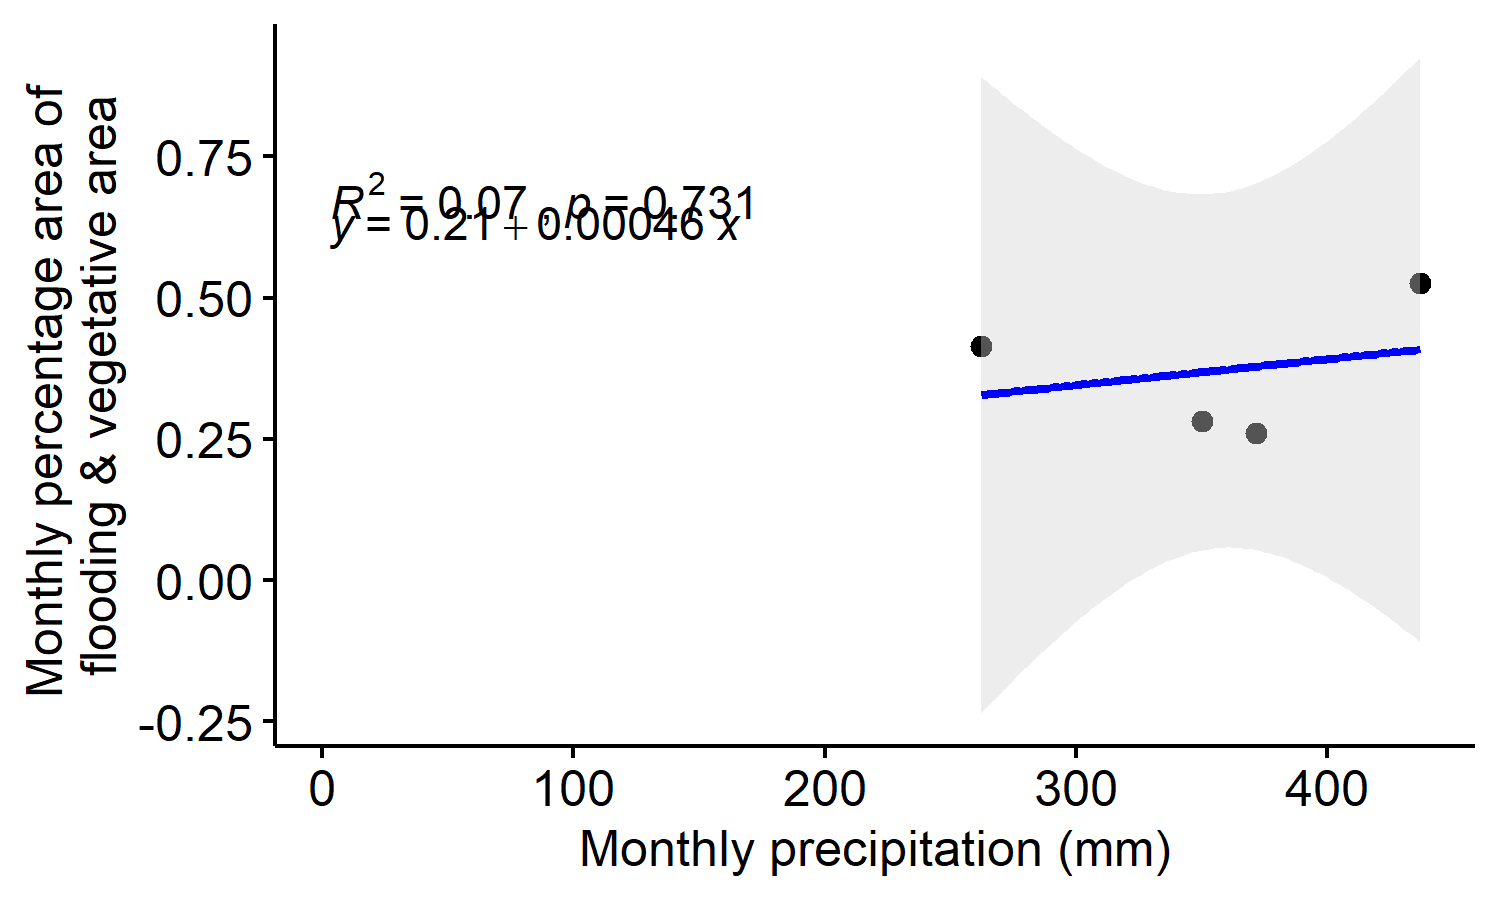 Monthly percentage area of
flooding & vegetative area
0.75
0.50
0.25
0.00
-0.25
R² = 0.07 , p = 0.731
y = 0.21 + 0.00046 x
0 100 200 300 400
Monthly precipitation (mm)